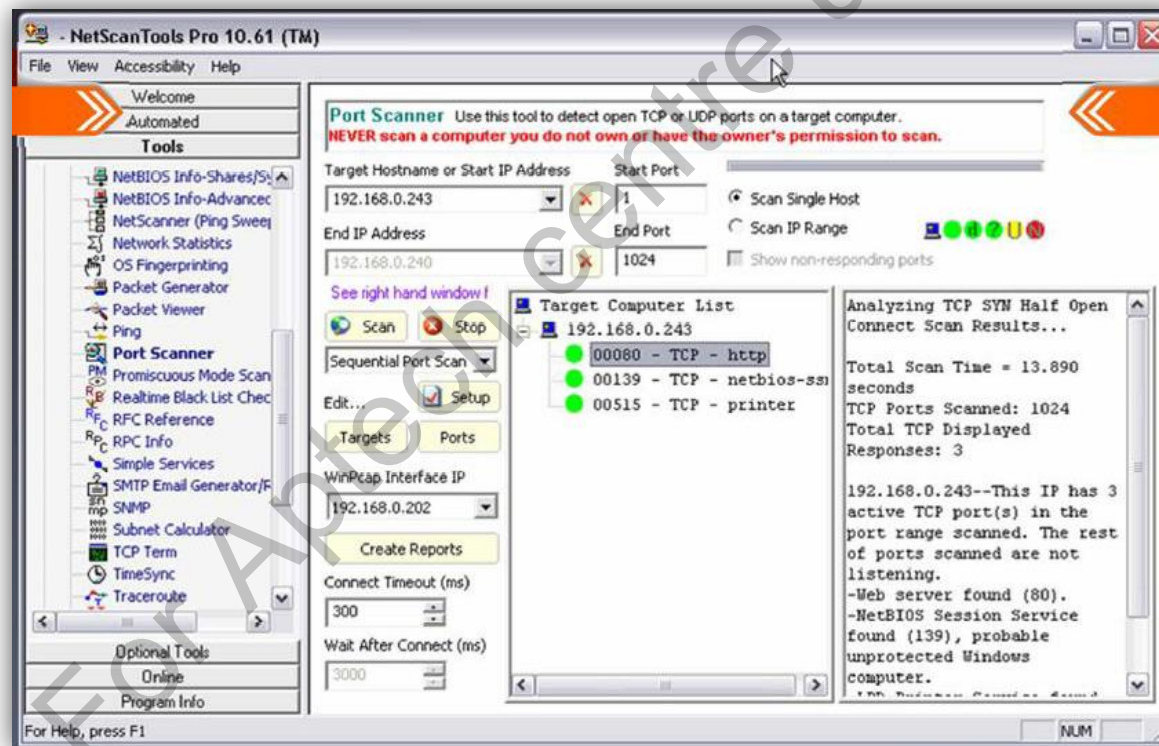 - NetScanTools Pro 10.61 (TM)
File View Accessibility Help
Welcome
Automated
Tools
NetBIOS Info-Shares/Sy
NetBIOS Info-Advanced
NetScanner (Ping Sweep
Network Statistics
OS Fingerprinting
Packet Generator
Packet Viewer
Ping
Port Scanner
Promiscuous Mode Scan
Realtime Black List Chec
RFC Reference
RPC Info
Simple Services
SMTP Email Generator/F
SNMP
Subnet Calculator
TCP Term
TimeSync
Traceroute
Optional Tools
Online
Program Info
Port Scanner Use this tool to detect open TCP or UDP ports on a target computer.
NEVER scan a computer you do not own or have the owner's permission to scan.
Target Hostname or Start IP Address
Start Port
192.168.0.243
1
Scan Single Host
End IP Address
End Port
Scan IP Range
192.168.0.240
1024
Show non-responding ports
See right hand window f
Scan
Stop
Sequential Port Scan
Edit...
Setup
Targets
Ports
WinPcap Interface IP
192.168.0.202
Create Reports
Connect Timeout (ms)
300
Wait After Connect (ms)
3000
Target Computer List
192.168.0.243
00080 - TCP - http
00139 - TCP - netbios-ssn
00515 - TCP - printer
Analyzing TCP SYN Half Open
Connect Scan Results...
Total Scan Time = 13.890
seconds
TCP Ports Scanned: 1024
Total TCP Displayed
Responses: 3
192.168.0.243--This IP has 3
active TCP port(s) in the
port range scanned. The rest
of ports scanned are not
listening.
-Web server found (80).
-NetBIOS Session Service
found (139), probable
unprotected Windows
computer.
-LPD Printer Service found
For Help, press F1
NUM
For Aptech Centre